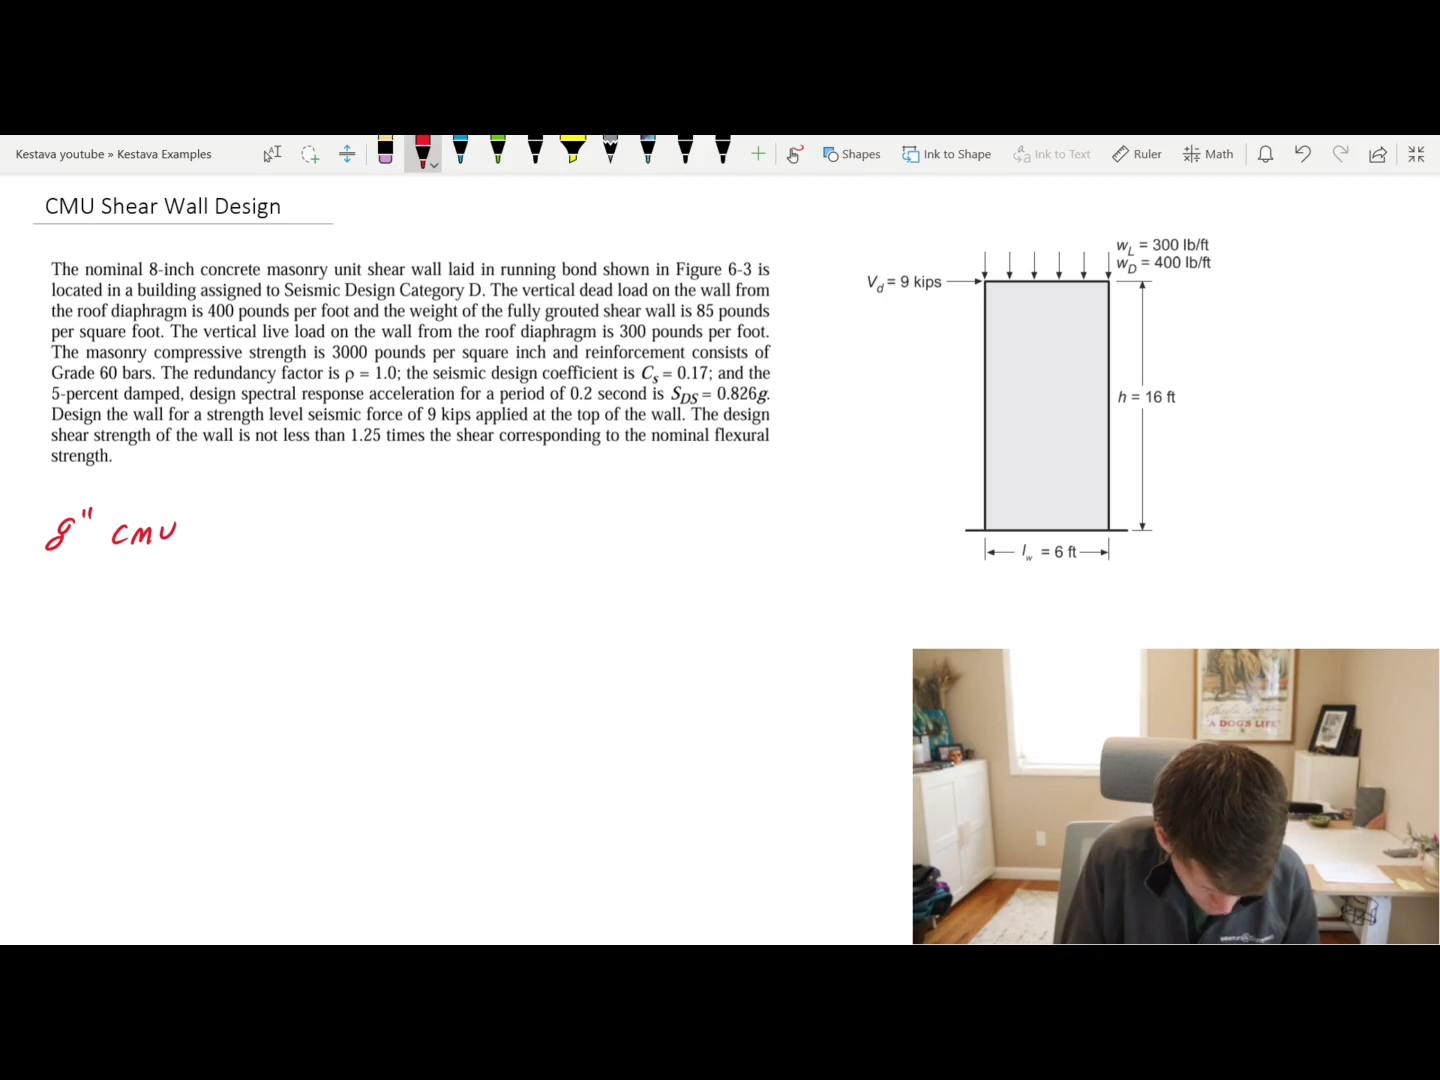 Kestava youtube » Kestava Examples
Shapes
Ink to Shape
Ink to Text
Ruler
Math
CMU Shear Wall Design
The nominal 8-inch concrete masonry unit shear wall laid in running bond shown in Figure 6-3 is
located in a building assigned to Seismic Design Category D. The vertical dead load on the wall from
the roof diaphragm is 400 pounds per foot and the weight of the fully grouted shear wall is 85 pounds
per square foot. The vertical live load on the wall from the roof diaphragm is 300 pounds per foot.
The masonry compressive strength is 3000 pounds per square inch and reinforcement consists of
Grade 60 bars. The redundancy factor is ρ = 1.0; the seismic design coefficient is Cs = 0.17; and the
5-percent damped, design spectral response acceleration for a period of 0.2 second is SDS = 0.826g.
Design the wall for a strength level seismic force of 9 kips applied at the top of the wall. The design
shear strength of the wall is not less than 1.25 times the shear corresponding to the nominal flexural
strength.
8" CMU
wL = 300 lb/ft
wD = 400 lb/ft
Vd = 9 kips
h = 16 ft
lw = 6 ft
A DOG'S LIFE